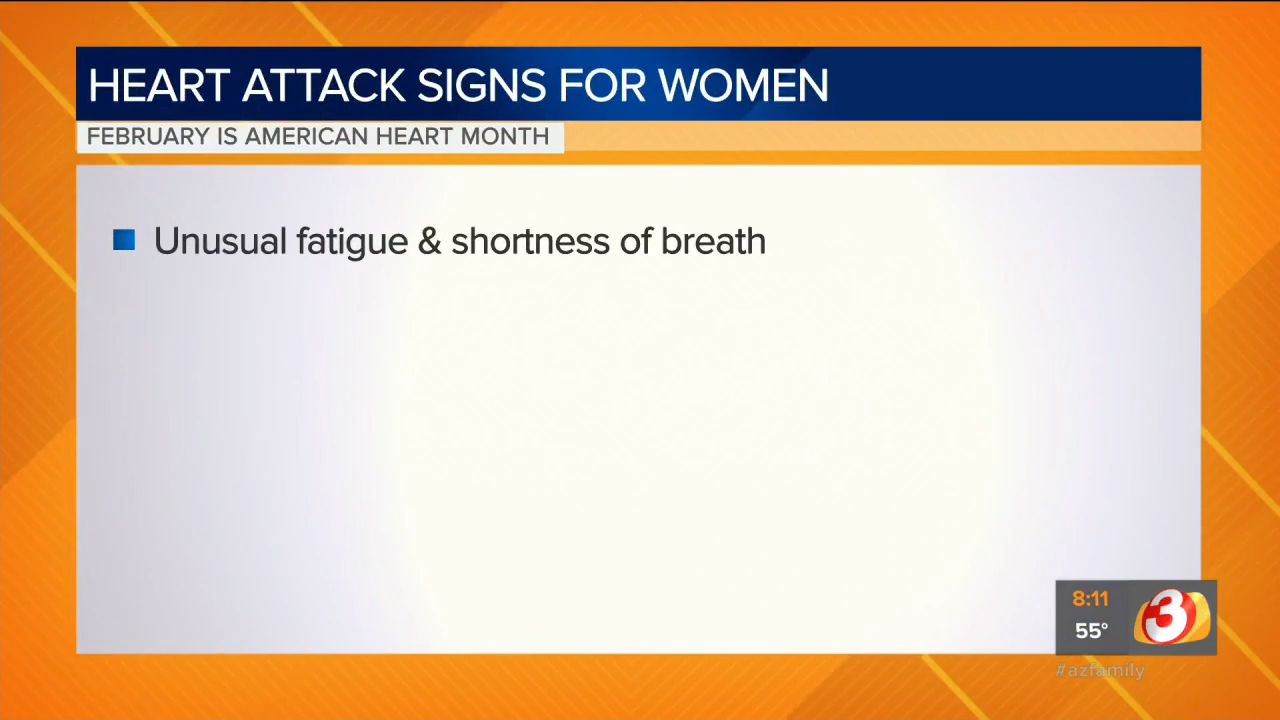 HEART ATTACK SIGNS FOR WOMEN
FEBRUARY IS AMERICAN HEART MONTH
Unusual fatigue & shortness of breath
8:11
55°
3
#azfamily